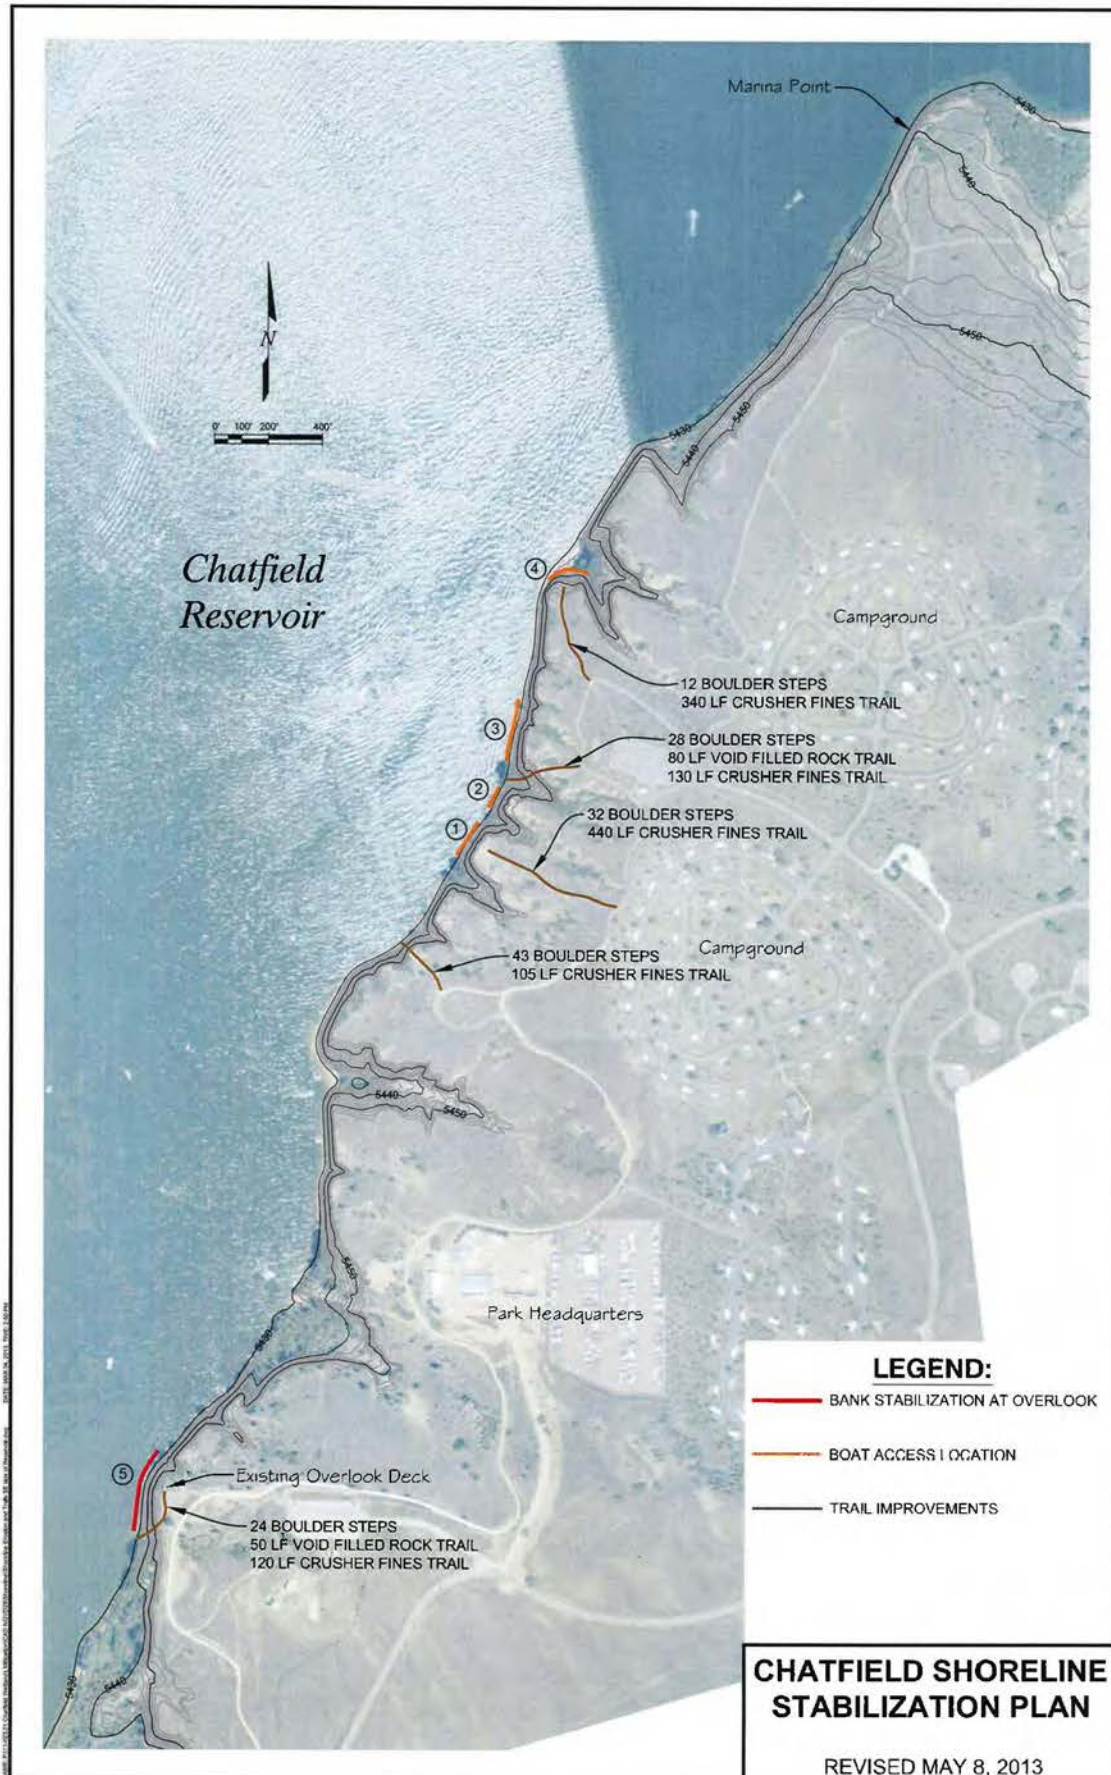 Marina Point
5430
5440
5450
N
0' 100' 200' 400'
5430
5440
5450
Chatfield
Reservoir
4
Campground
12 BOULDER STEPS
340 LF CRUSHER FINES TRAIL
3
28 BOULDER STEPS
80 LF VOID FILLED ROCK TRAIL
130 LF CRUSHER FINES TRAIL
2
1
32 BOULDER STEPS
440 LF CRUSHER FINES TRAIL
Campground
43 BOULDER STEPS
105 LF CRUSHER FINES TRAIL
5440
5450
5450
Park Headquarters
5430
LEGEND:
BANK STABILIZATION AT OVERLOOK
BOAT ACCESS LOCATION
TRAIL IMPROVEMENTS
5
Existing Overlook Deck
24 BOULDER STEPS
50 LF VOID FILLED ROCK TRAIL
120 LF CRUSHER FINES TRAIL
5430
5440
CHATFIELD SHORELINE
STABILIZATION PLAN
REVISED MAY 8, 2013